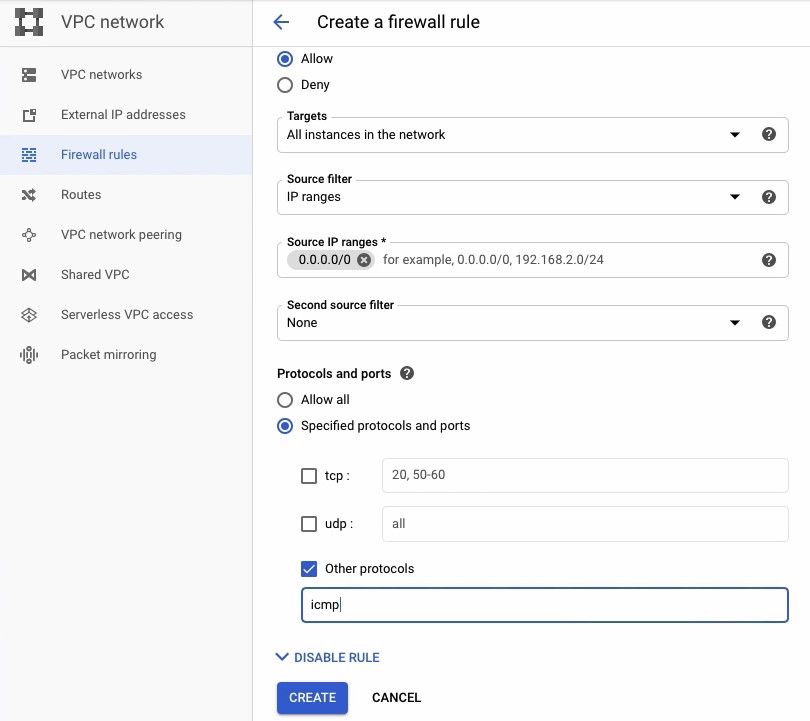 VPC network
Create a firewall rule
VPC networks
External IP addresses
Firewall rules
Routes
VPC network peering
Shared VPC
Serverless VPC access
Packet mirroring
Allow
Deny
Targets
All instances in the network
Source filter
IP ranges
Source IP ranges *
0.0.0.0/0 for example, 0.0.0.0/0, 192.168.2.0/24
Second source filter
None
Protocols and ports
Allow all
Specified protocols and ports
tcp : 20, 50-60
udp : all
Other protocols
icmp
DISABLE RULE
CREATE CANCEL